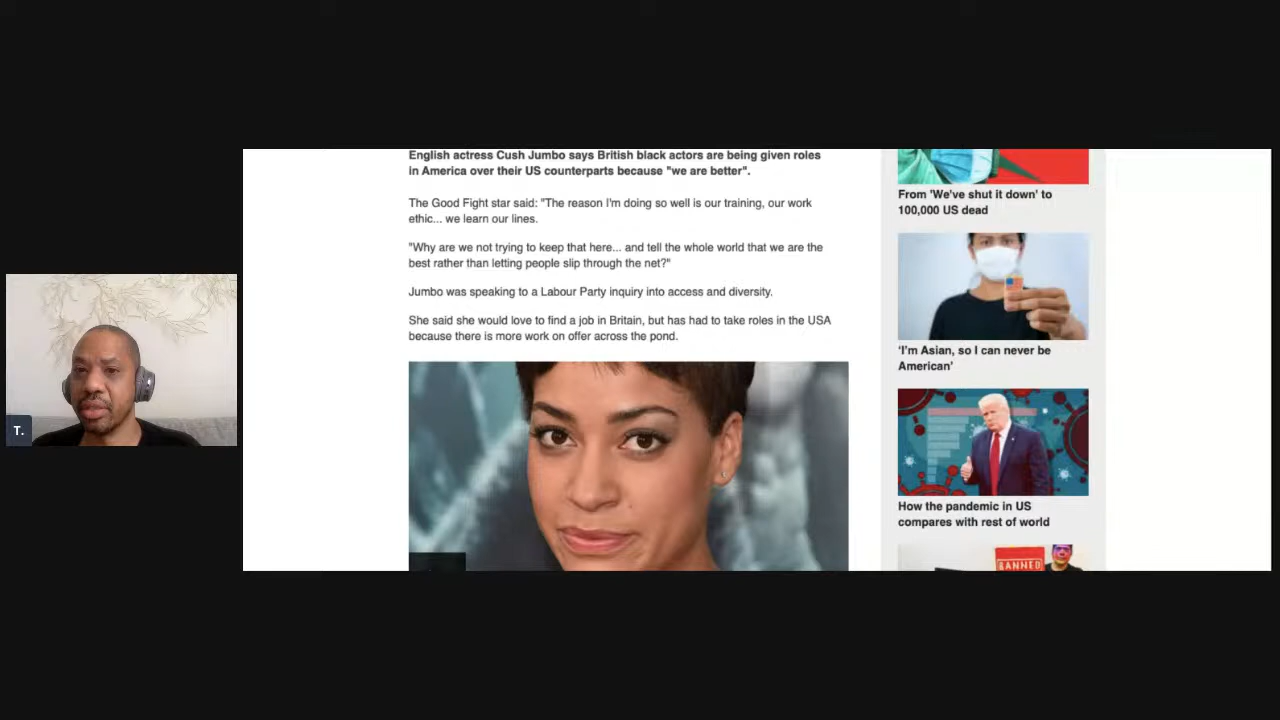 English actress Cush Jumbo says British black actors are being given roles
in America over their US counterparts because "we are better".
The Good Fight star said: "The reason I'm doing so well is our training, our work
ethic... we learn our lines.
"Why are we not trying to keep that here... and tell the whole world that we are the
best rather than letting people slip through the net?"
Jumbo was speaking to a Labour Party inquiry into access and diversity.
She said she would love to find a job in Britain, but has had to take roles in the USA
because there is more work on offer across the pond.
From 'We've shut it down' to
100,000 US dead
'I'm Asian, so I can never be
American'
How the pandemic in US
compares with rest of world
BANNED
T.